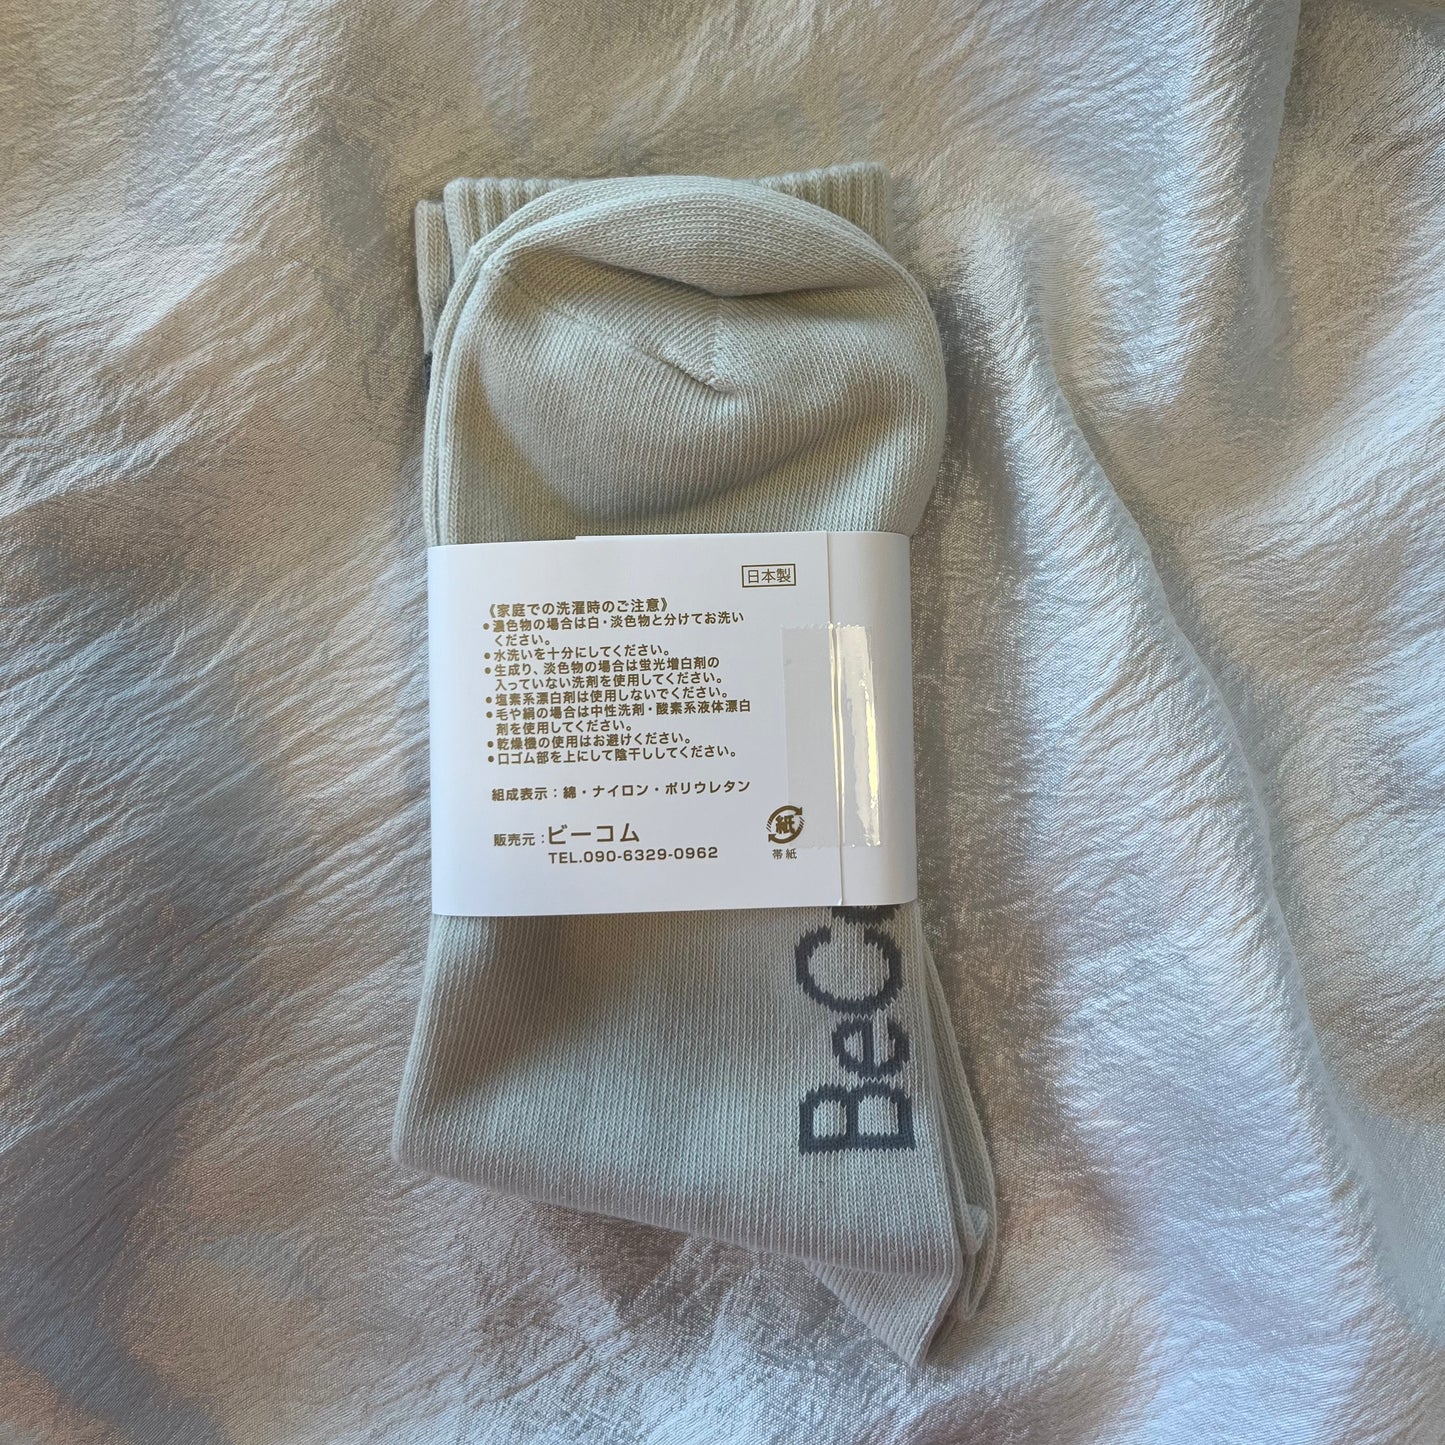 日本製
《家庭での洗濯時のご注意》
●濃色物の場合は白・淡色物と分けてお洗い
ください。
●水洗いを十分にしてください。
●生成り、淡色物の場合は蛍光増白剤の
入っていない洗剤を使用してください。
●塩素系漂白剤は使用しないでください。
●毛や絹の場合は中性洗剤・酸素系液体漂白
剤を使用してください。
●乾燥機の使用はお避けください。
●口ゴム部を上にして陰干ししてください。
組成表示：綿・ナイロン・ポリウレタン
販売元：ビーコム
TEL.090-6329-0962
紙
帯紙
BeC